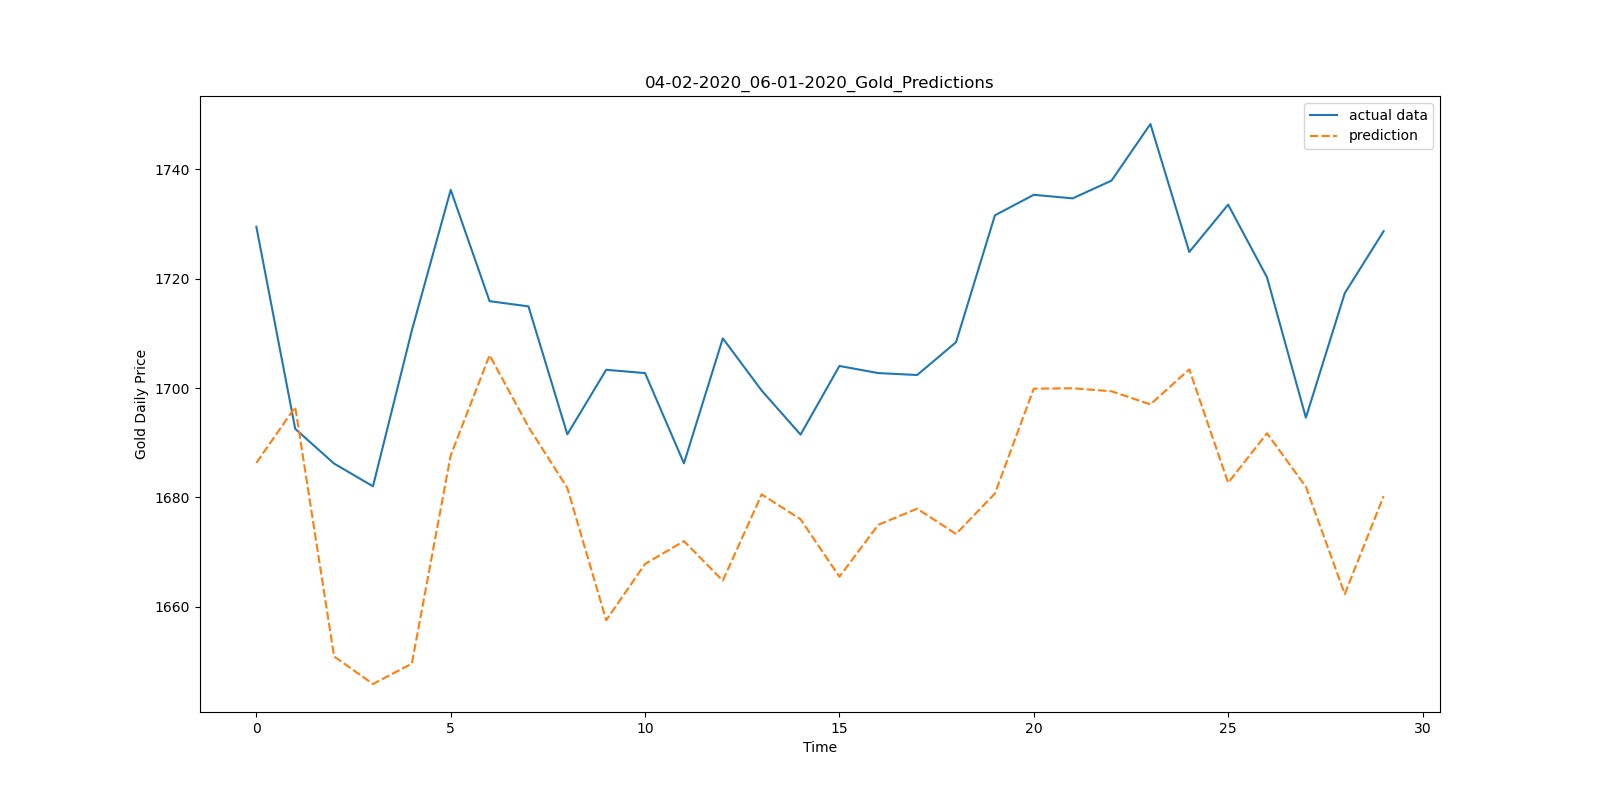 04-02-2020_06-01-2020_Gold_Predictions
actual data
prediction
1740
1720
1700
1680
1660
Gold Daily Price
0 5 10 15 20 25 30
Time